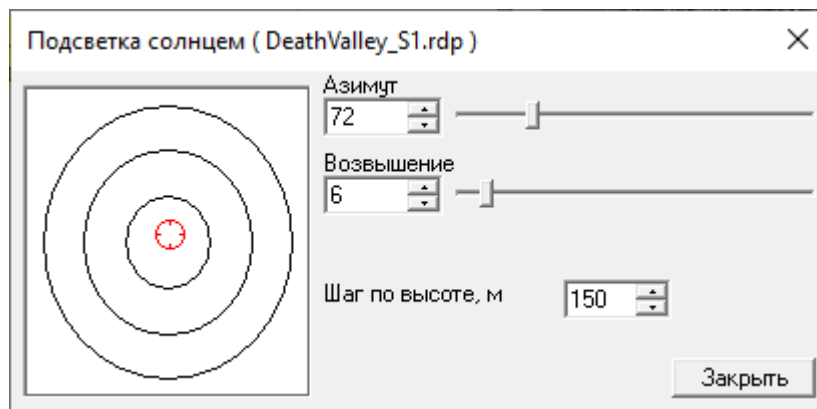 Подсветка солнцем ( DeathValley_S1.rdp )
Азимут
72
Возвышение
6
Шаг по высоте, м
150
Закрыть